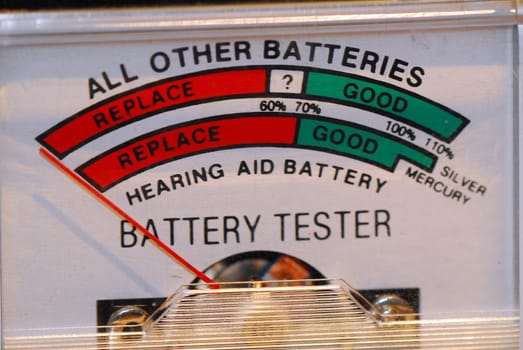 ALL OTHER BATTERIES
REPLACE ? GOOD
60% 70% 100% 110%
REPLACE GOOD
SILVER
MERCURY
HEARING AID BATTERY
BATTERY TESTER